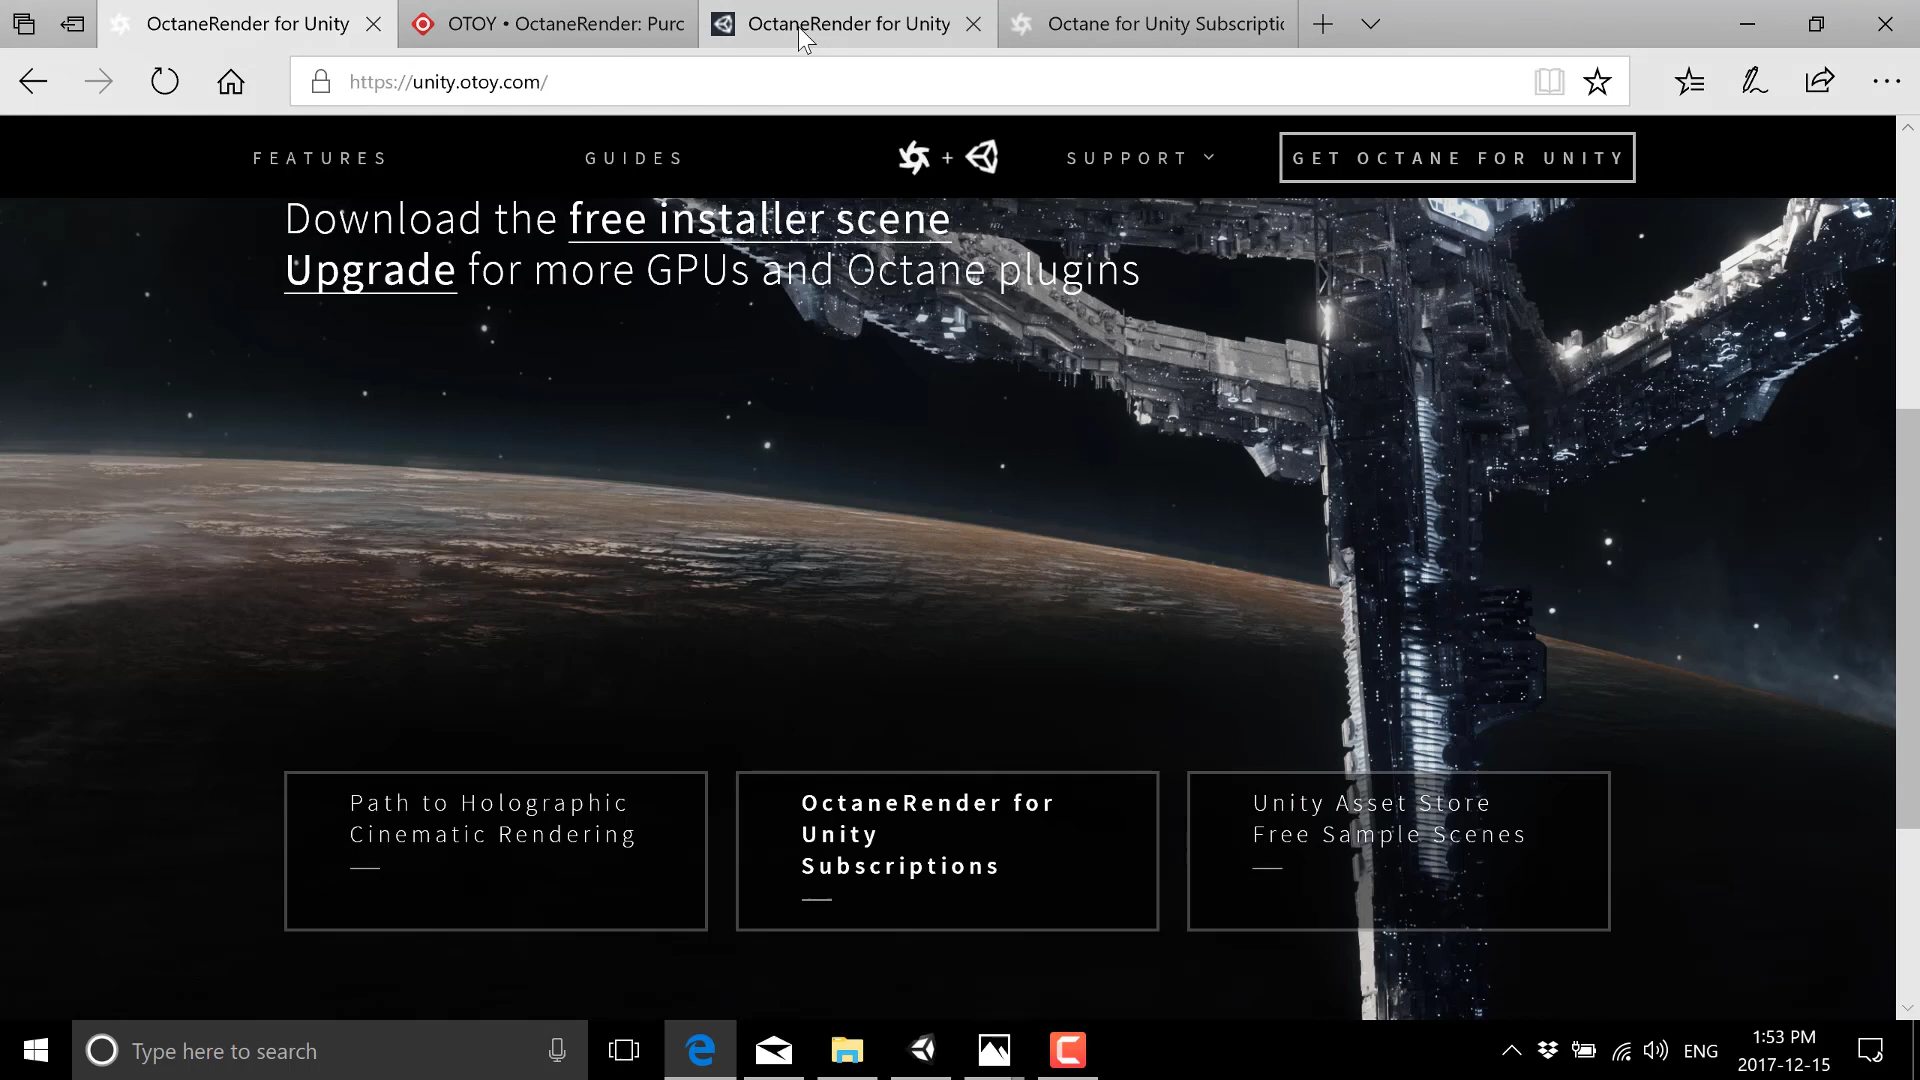 OctaneRender for Unity
OTOY • OctaneRender: Purc
OctaneRender for Unity
Octane for Unity Subscriptic
https://unity.otoy.com/
FEATURES
GUIDES
+
SUPPORT
GET OCTANE FOR UNITY
Download the free installer scene
Upgrade for more GPUs and Octane plugins
Path to Holographic
Cinematic Rendering
OctaneRender for
Unity
Subscriptions
Unity Asset Store
Free Sample Scenes
Type here to search
ENG
1:53 PM
2017-12-15